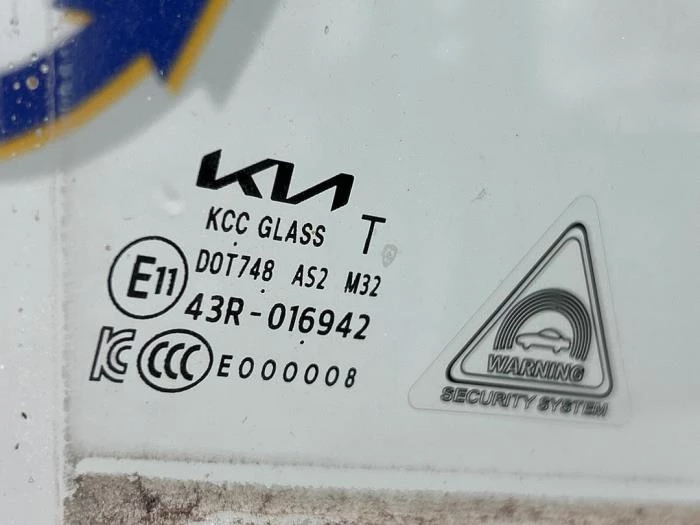 KIA
KCC GLASS T
E11 DOT748 AS2 M32
43R-016942
KC CCC E000008
WARNING
SECURITY SYSTEM